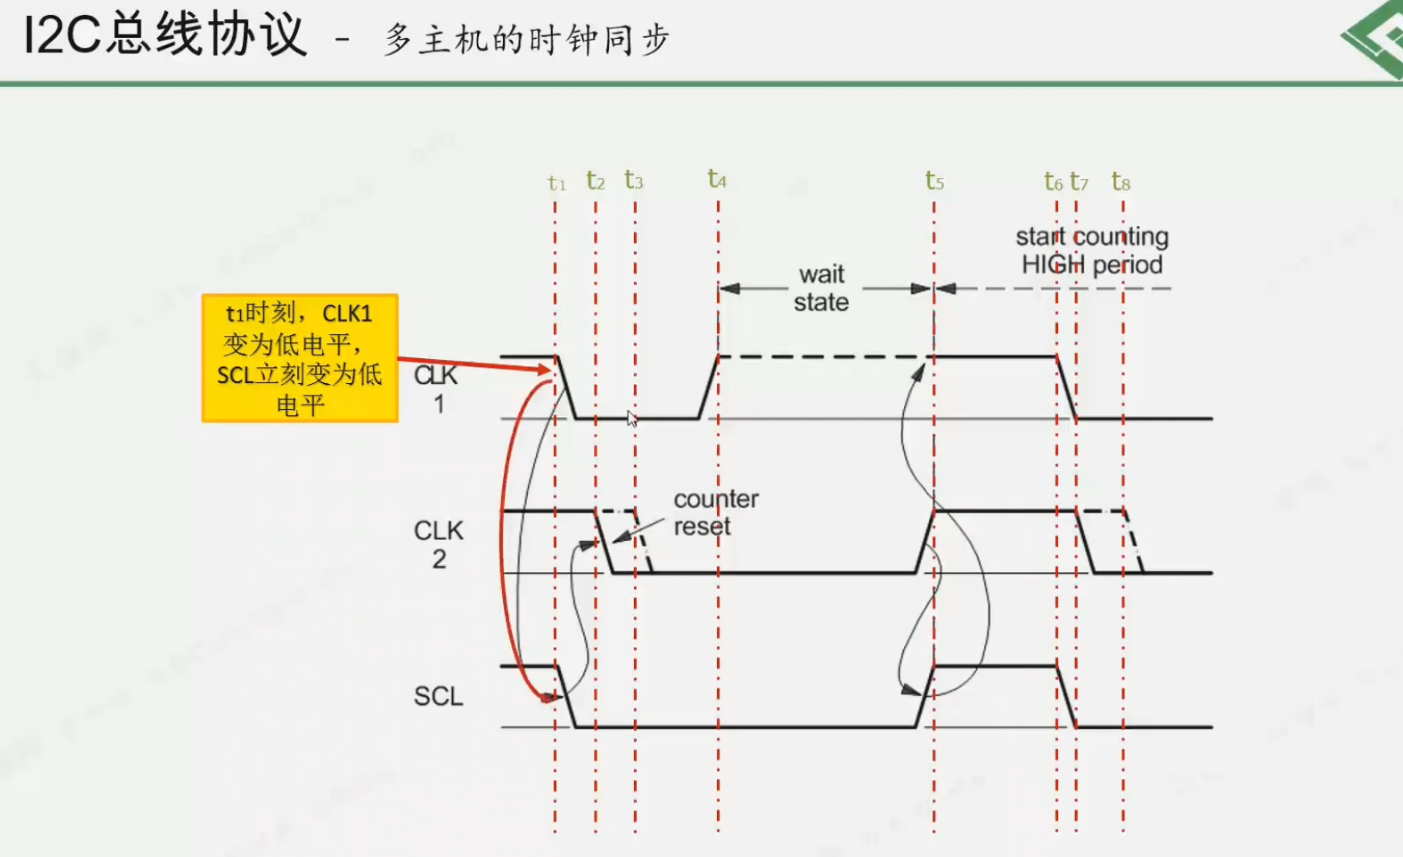 I2C总线协议 - 多主机的时钟同步
t1 t2 t3 t4 t5 t6 t7 t8
start counting
HIGH period
wait
state
t1时刻，CLK1
变为低电平，
SCL立刻变为低
电平
CLK
1
counter
reset
CLK
2
SCL